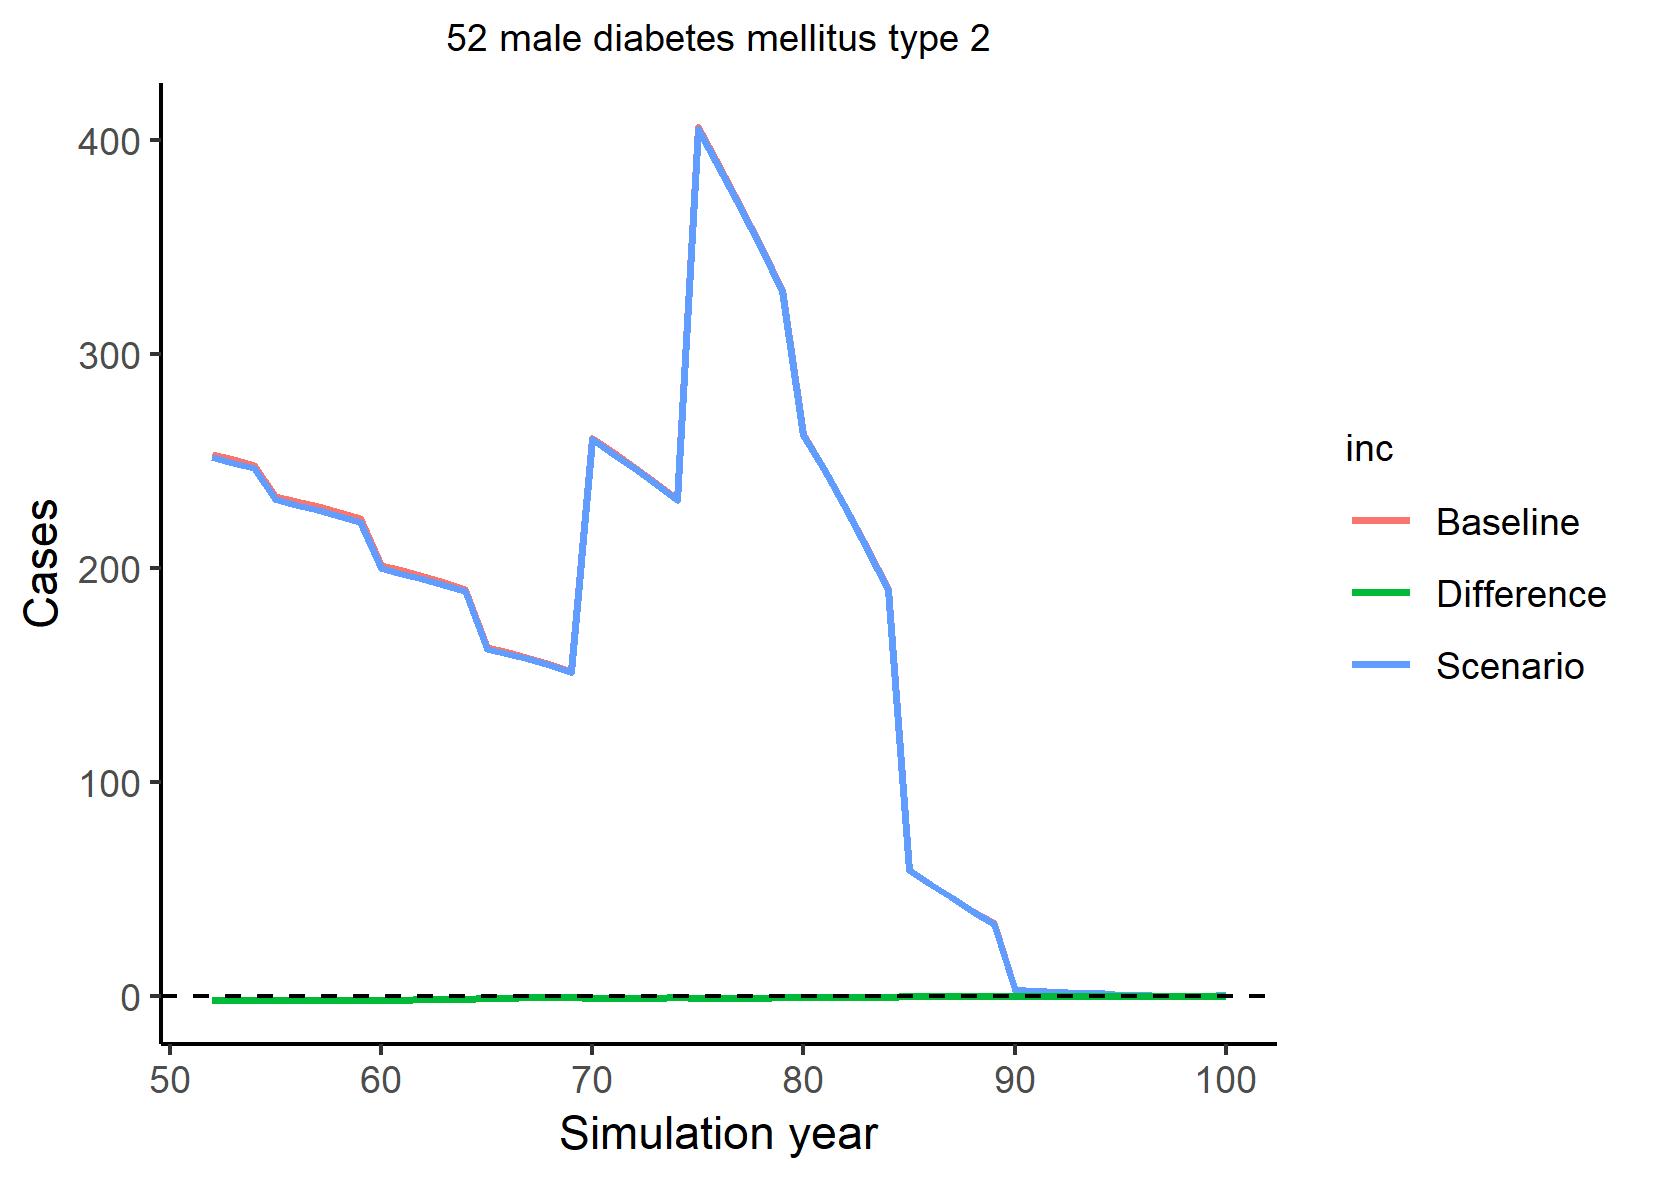 52 male diabetes mellitus type 2
400
300
200
100
0
Cases
50 60 70 80 90 100
Simulation year
inc
Baseline
Difference
Scenario